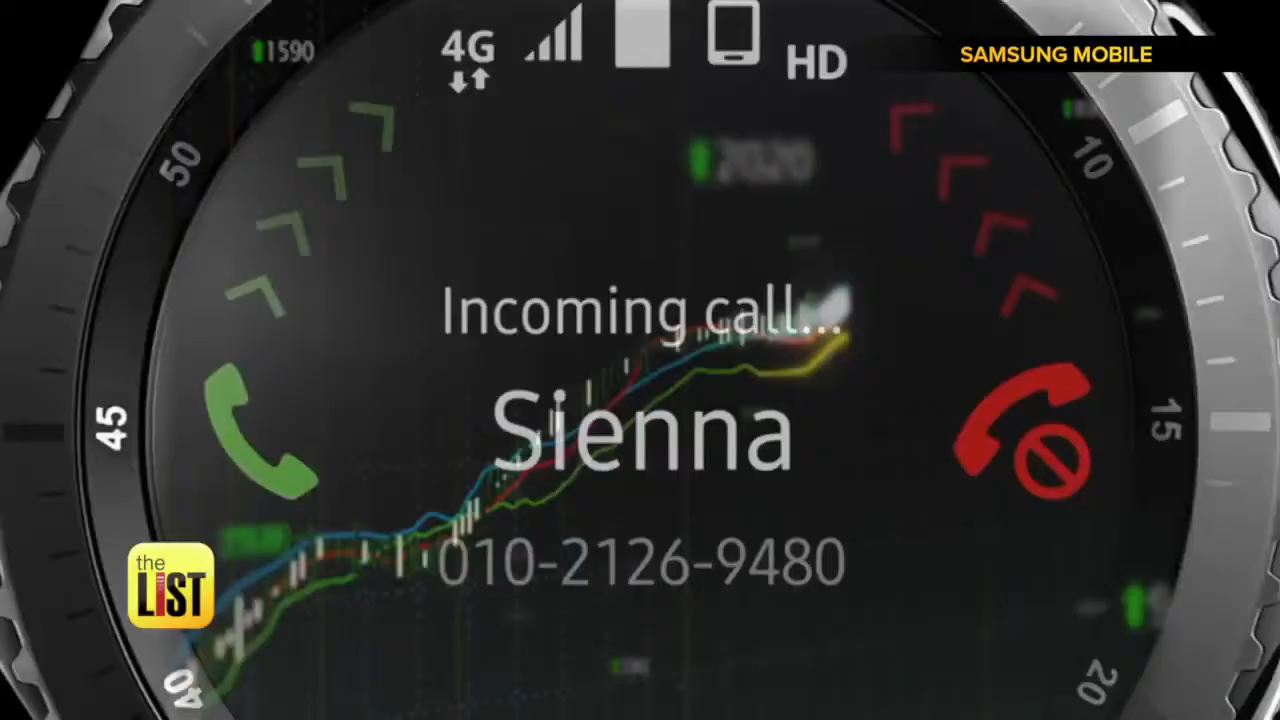 SAMSUNG MOBILE
1590
4G
HD
50
10
2020
Incoming call...
Sienna
45
15
010-2126-9480
the
LIST
40
20